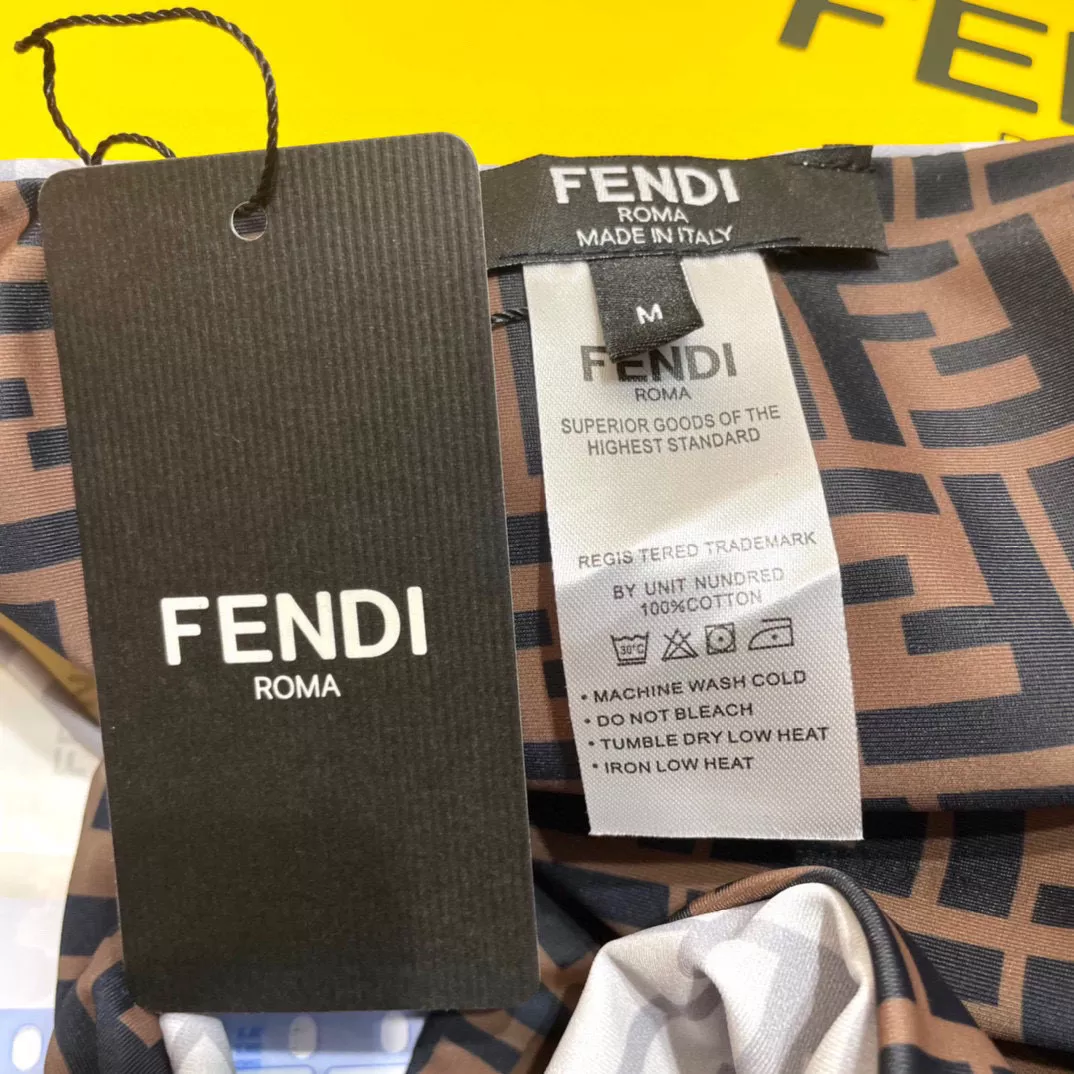 FENDI
ROMA
FENDI
ROMA
MADE IN ITALY
M
FENDI
ROMA
SUPERIOR GOODS OF THE
HIGHEST STANDARD
REGIS TERED TRADEMARK
BY UNIT NUNDRED
100%COTTON
30°C
• MACHINE WASH COLD
• DO NOT BLEACH
• TUMBLE DRY LOW HEAT
• IRON LOW HEAT